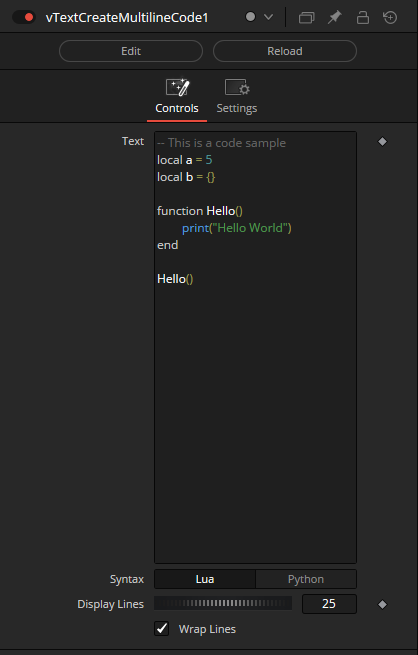 vTextCreateMultilineCode1
Edit Reload
Controls Settings
Text
-- This is a code sample
local a = 5
local b = {}
function Hello()
print("Hello World")
end
Hello()
Syntax Lua Python
Display Lines 25
Wrap Lines